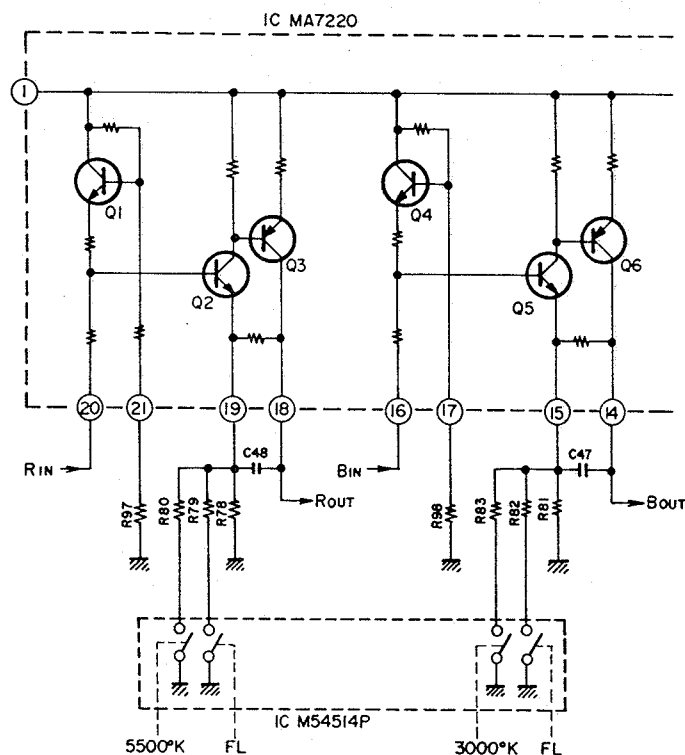 IC MA7220
1
Q1
Q2
Q3
Q4
Q5
Q6
20 21 19 18 16 17 15 14
RIN
R97
R80
R79
R78
C48
ROUT
BIN
R98
R83
R82
R81
C47
BOUT
IC M54514P
5500°K FL 3000°K FL